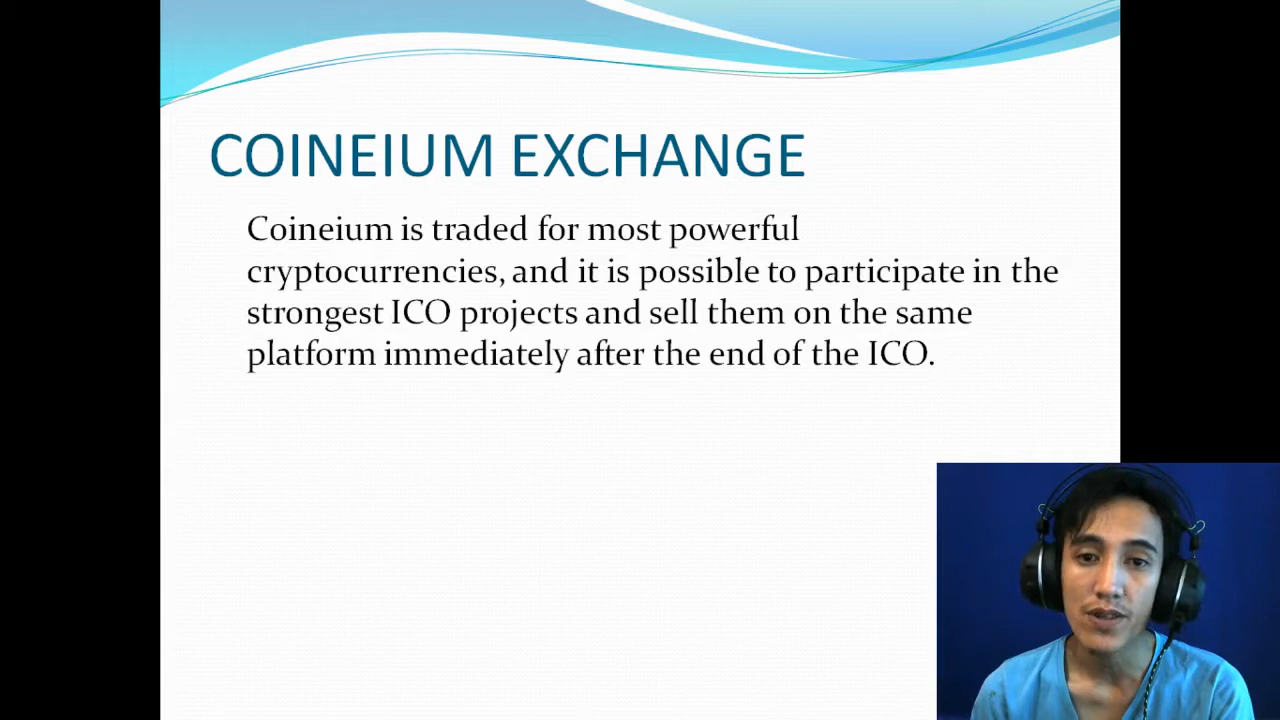 COINEIUM EXCHANGE
Coineium is traded for most powerful
cryptocurrencies, and it is possible to participate in the
strongest ICO projects and sell them on the same
platform immediately after the end of the ICO.